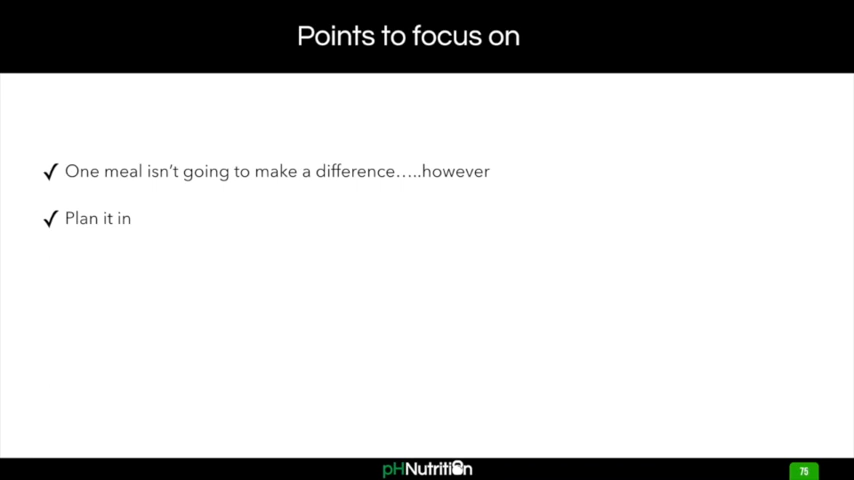 Points to focus on
✓ One meal isn't going to make a difference…..however
✓ Plan it in
pHNutrition
75